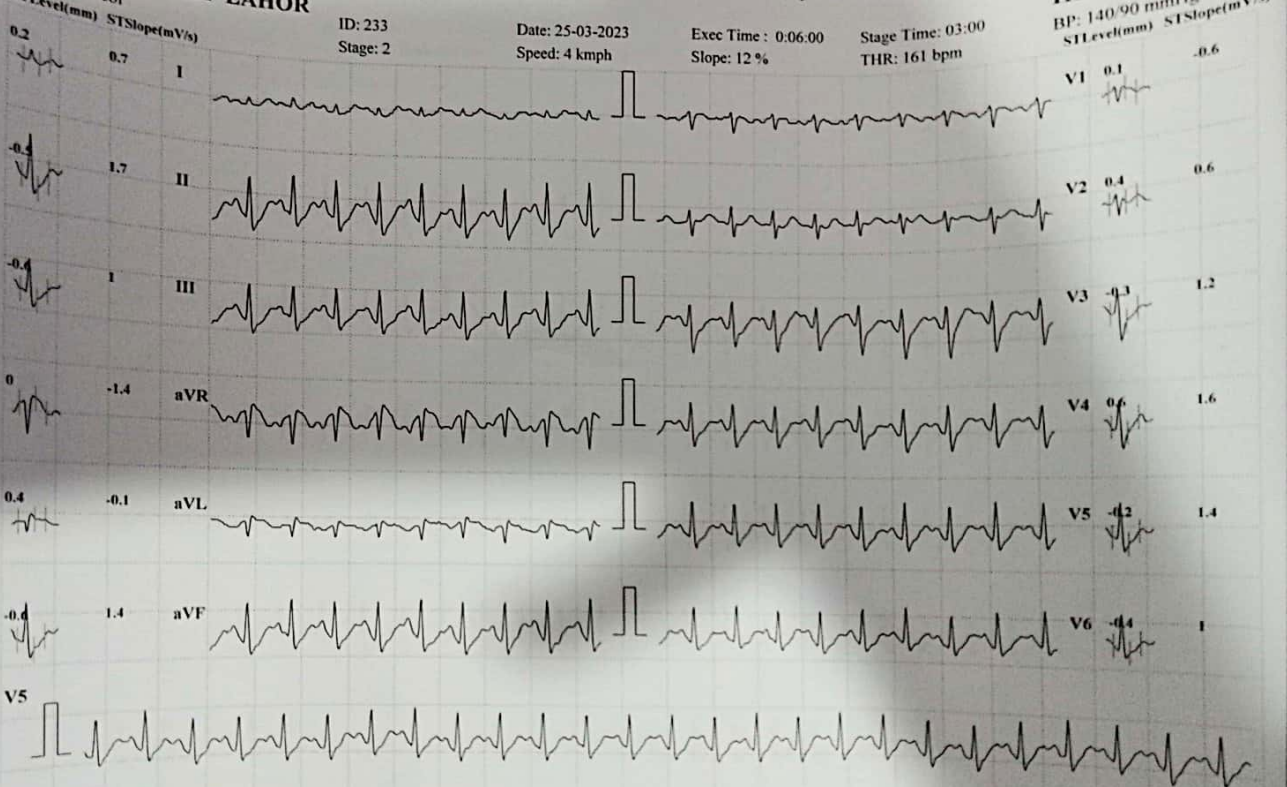 LAHOR
ID: 233 Date: 25-03-2023 Exec Time : 0:06:00 Stage Time: 03:00 BP: 140/90
Stage: 2 Speed: 4 kmph Slope: 12 % THR: 161 bpm
STSlope(mV/s) STLevel(mm) STSlope(mV
0.2 0.7 I V1 0.1 -0.6
1.7 II V2 0.4 0.6
1 III V3 -0.3 1.2
0 -1.4 aVR V4 1.6
0.4 -0.1 aVL V5 1.4
1.4 aVF V6 1
V5